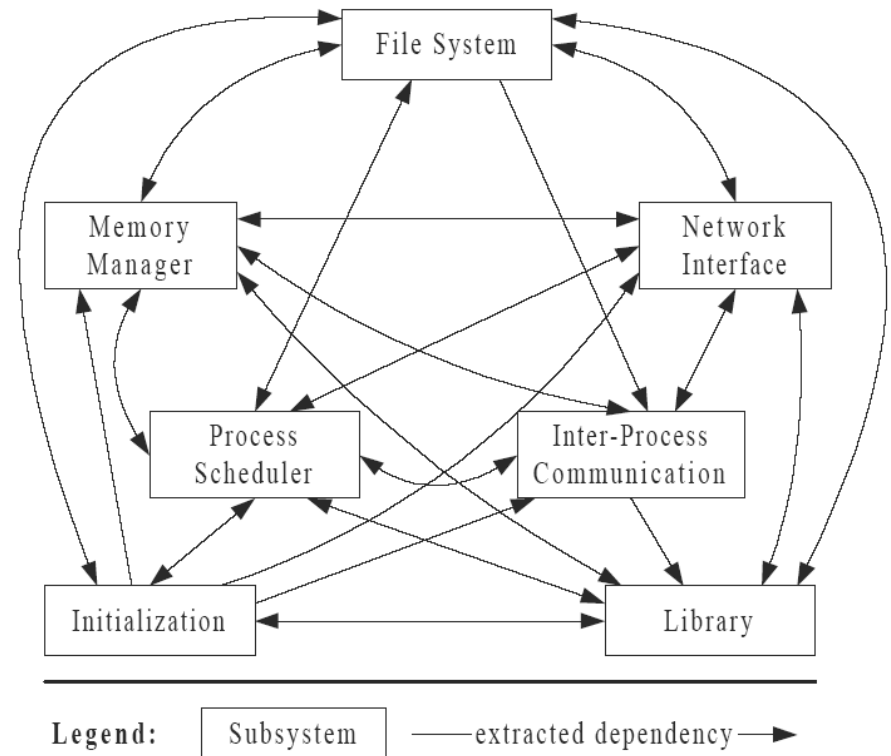 File System
Memory
Manager
Network
Interface
Process
Scheduler
Inter-Process
Communication
Initialization
Library
Legend:
Subsystem
extracted dependency